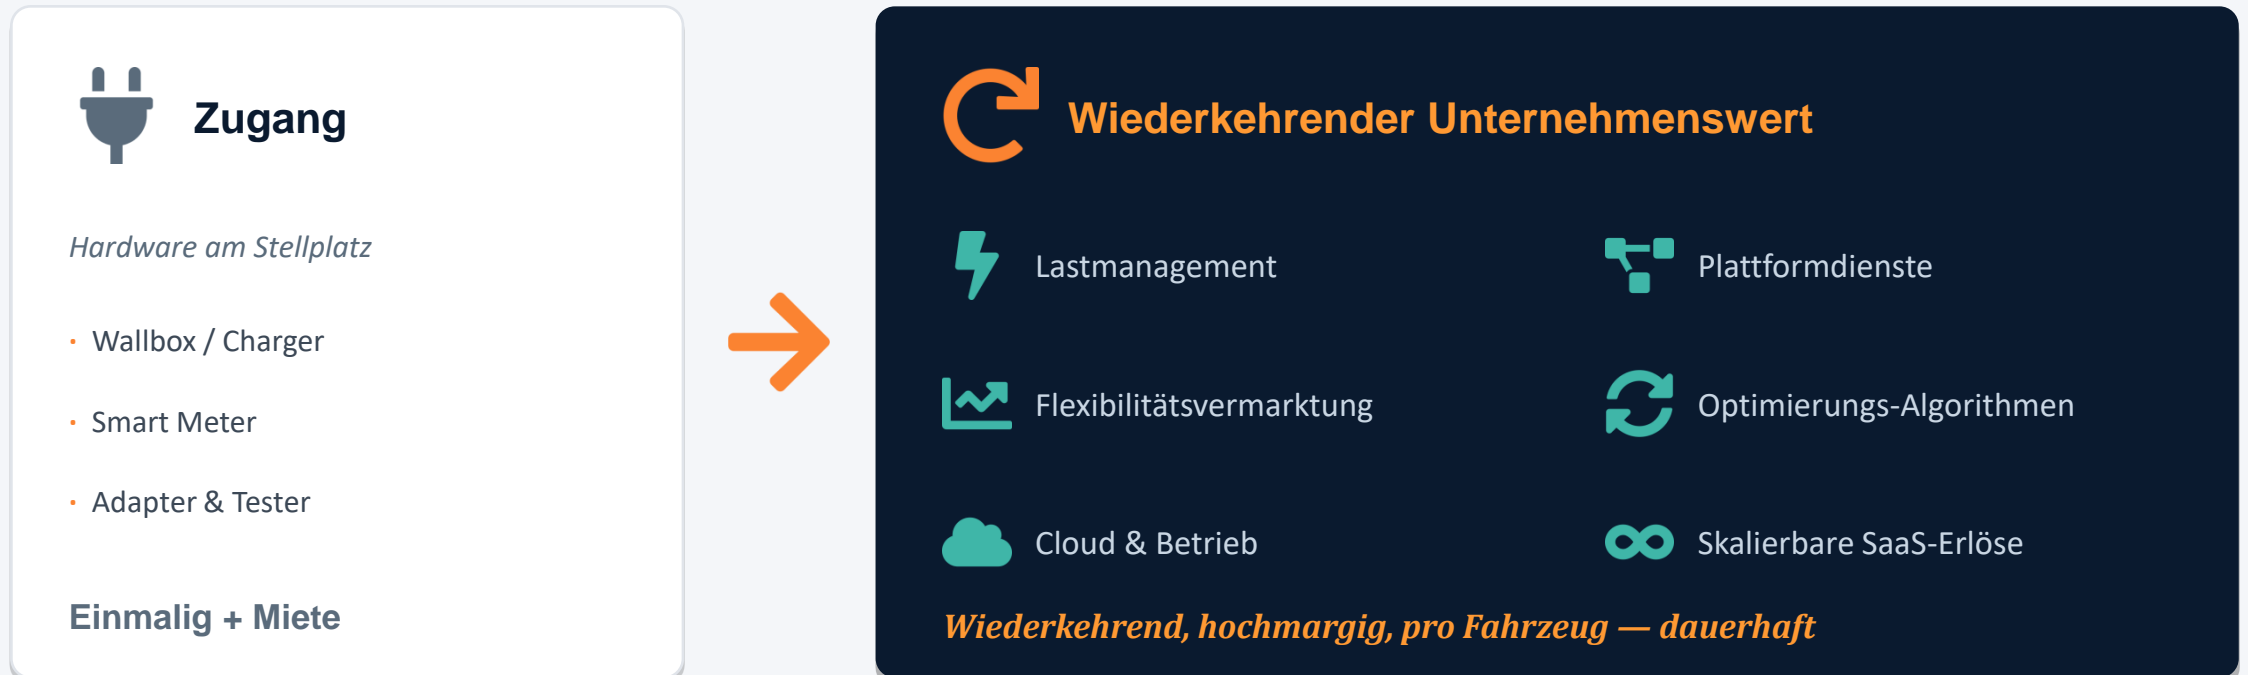 Zugang
Hardware am Stellplatz
· Wallbox / Charger
· Smart Meter
· Adapter & Tester
Einmalig + Miete
Wiederkehrender Unternehmenswert
Lastmanagement
Plattformdienste
Flexibilitätsvermarktung
Optimierungs-Algorithmen
Cloud & Betrieb
Skalierbare SaaS-Erlöse
Wiederkehrend, hochmargig, pro Fahrzeug — dauerhaft